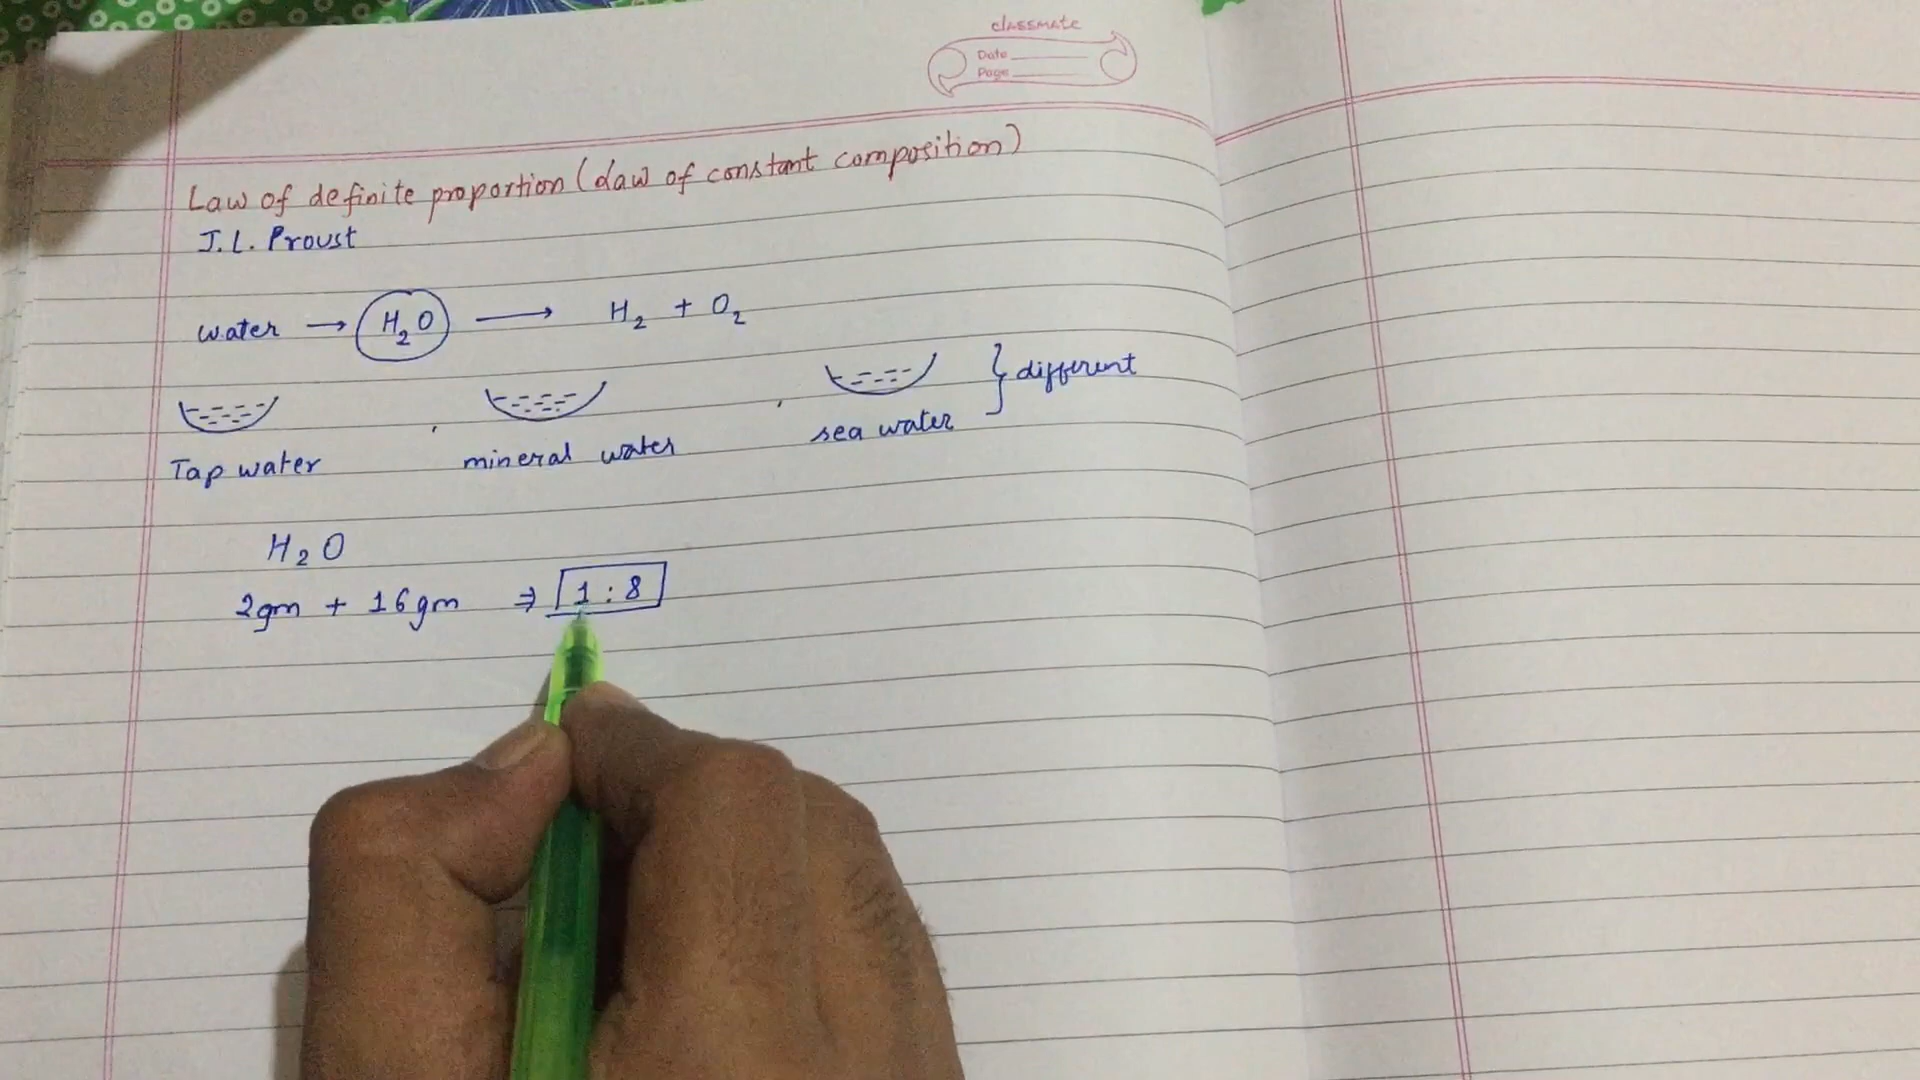 classmate
Date
Page
Law of definite proportion (Law of constant composition)
J. L. Proust
water → H2O ⟶ H2 + O2
Tap water , mineral water , sea water } different
H2O
2gm + 16gm ⇒ 1 : 8